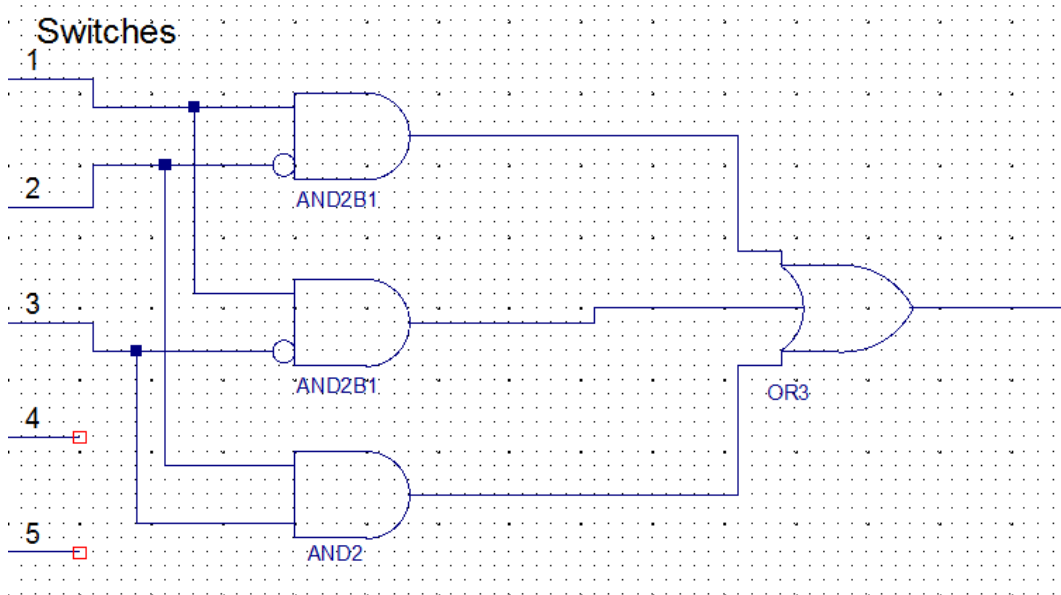 Switches
1
2
AND2B1
3
AND2B1
OR3
4
5
AND2